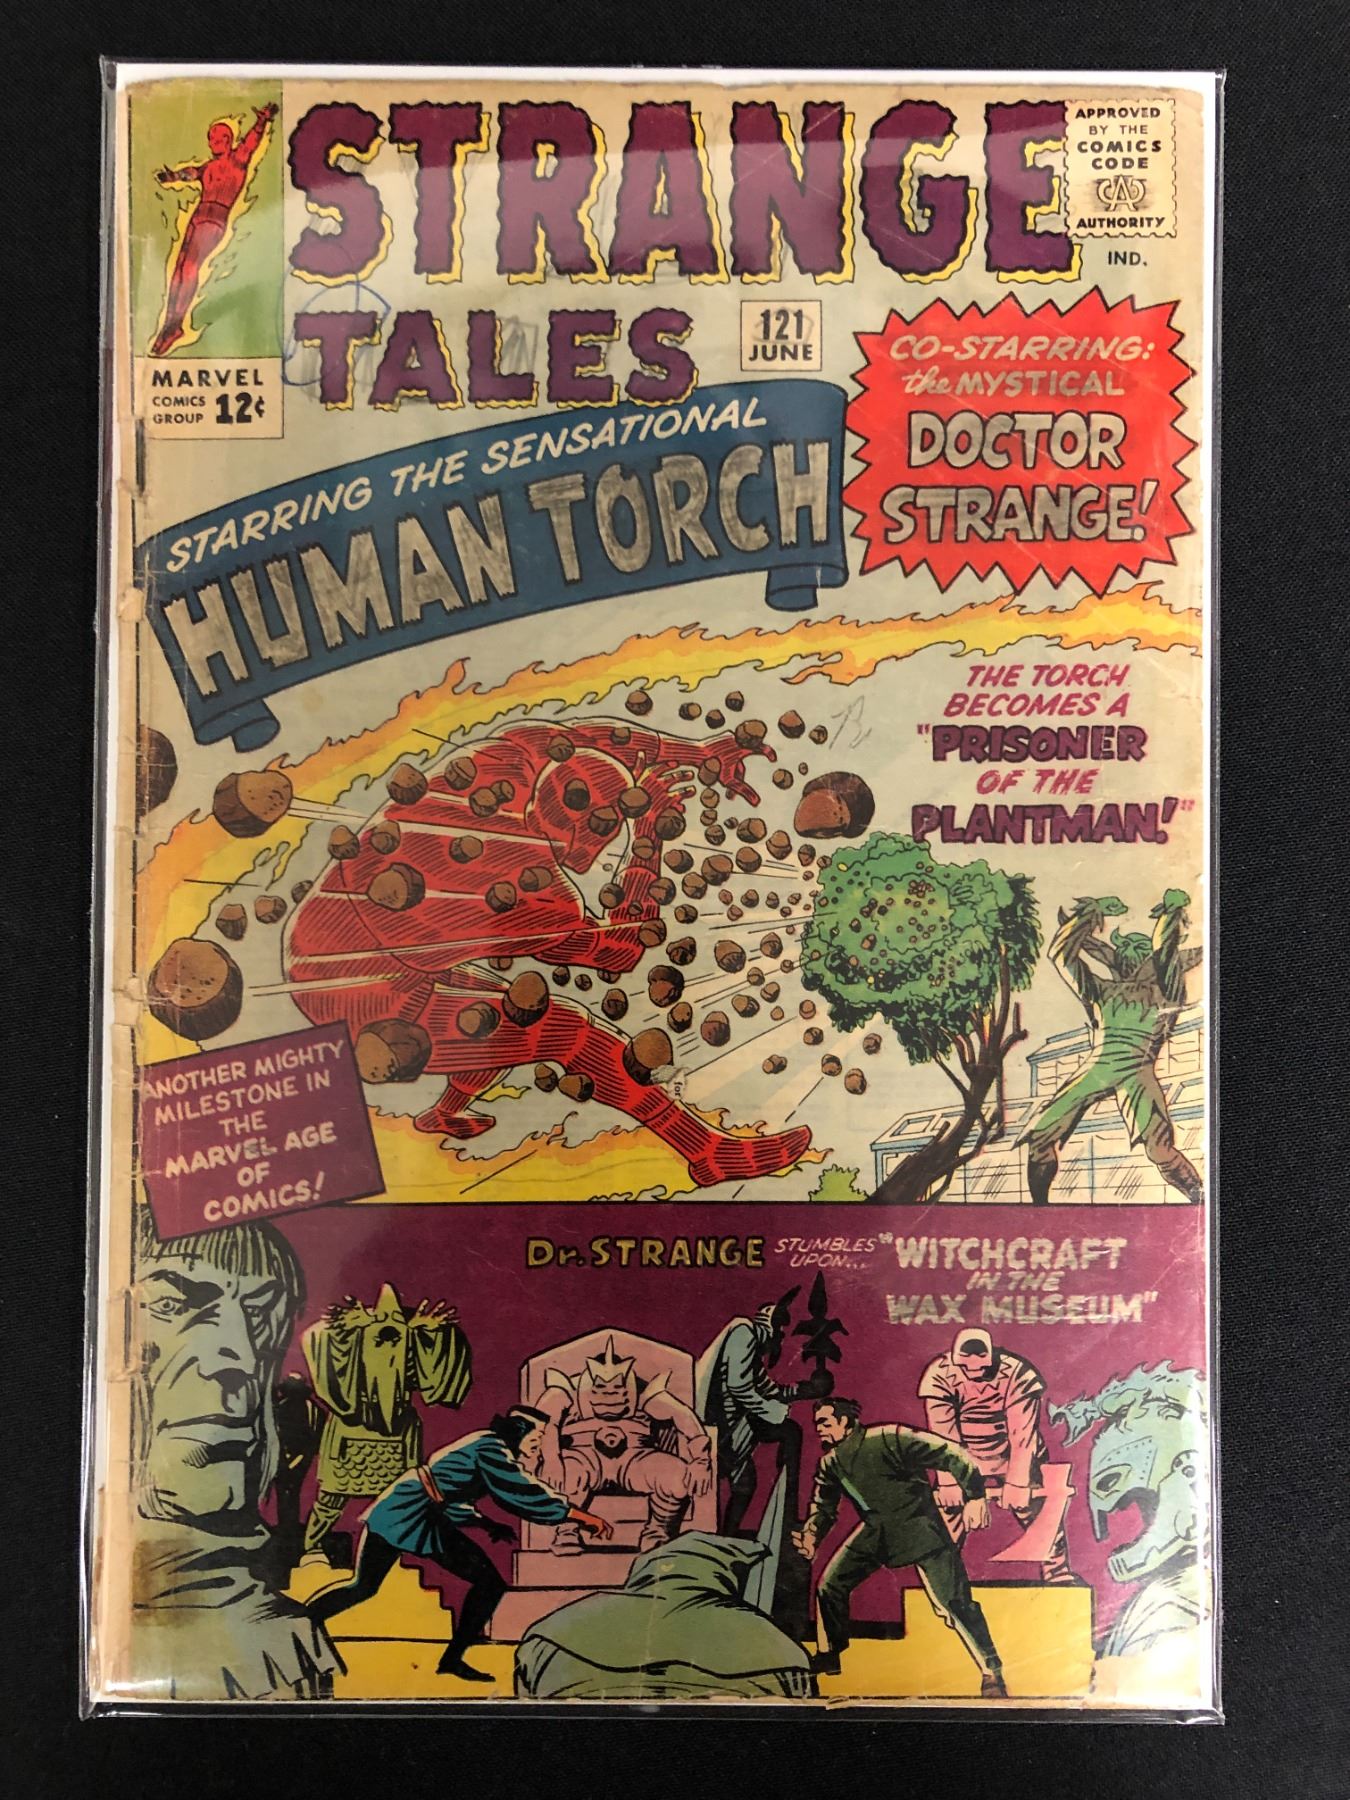 STRANGE
TALES
APPROVED
BY THE
COMICS
CODE
CA
AUTHORITY
IND.
121
JUNE
MARVEL
COMICS
GROUP 12¢
CO-STARRING:
the MYSTICAL
DOCTOR
STRANGE!
STARRING THE SENSATIONAL
HUMAN TORCH
THE TORCH
BECOMES A
"PRISONER
OF THE
PLANTMAN!"
for
ANOTHER MIGHTY
MILESTONE IN
THE
MARVEL AGE
OF
COMICS!
Dr. STRANGE STUMBLES
UPON...
"WITCHCRAFT
IN THE
WAX MUSEUM"